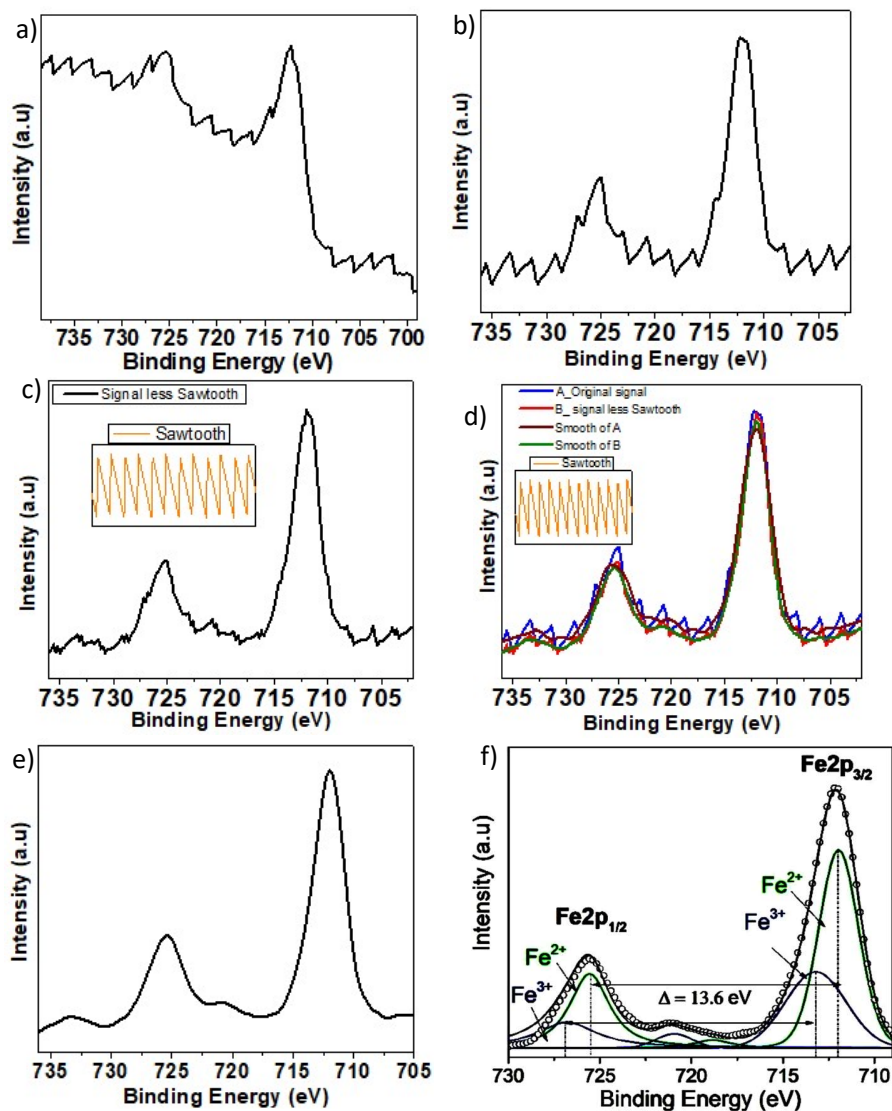 a)
Intensity (a.u)
735 730 725 720 715 710 705 700
Binding Energy (eV)
b)
Intensity (a.u)
735 730 725 720 715 710 705
Binding Energy (eV)
c)
Signal less Sawtooth
Sawtooth
Intensity (a.u)
735 730 725 720 715 710 705
Binding Energy (eV)
d)
A_Original signal
B_ signal less Sawtooth
Smooth of A
Smooth of B
Sawtooth
Intensity (a.u)
735 730 725 720 715 710 705
Binding Energy (eV)
e)
Intensity (a.u)
735 730 725 720 715 710 705
Binding Energy (eV)
f)
Fe2p3/2
Fe2+
Fe3+
Fe2p1/2
Fe2+
Fe3+
Δ = 13.6 eV
Intensity (a.u)
730 725 720 715 710
Binding Energy (eV)